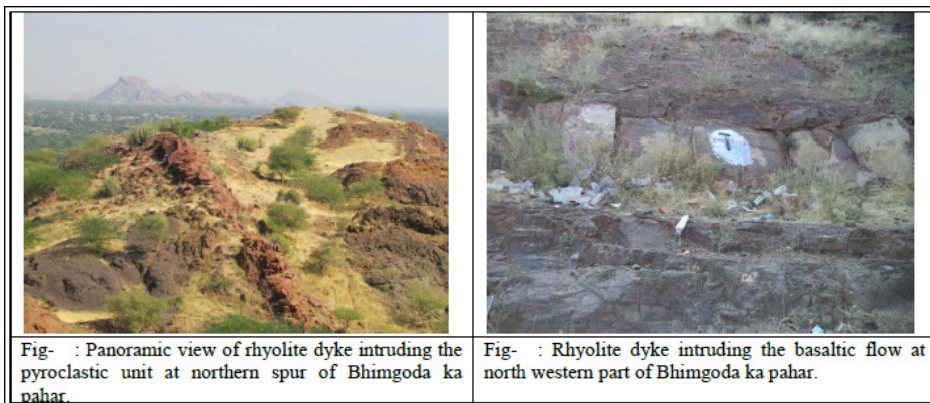 Fig-   : Panoramic view of rhyolite dyke intruding the
pyroclastic unit at northern spur of Bhimgoda ka
pahar.
Fig-   : Rhyolite dyke intruding the basaltic flow at
north western part of Bhimgoda ka pahar.